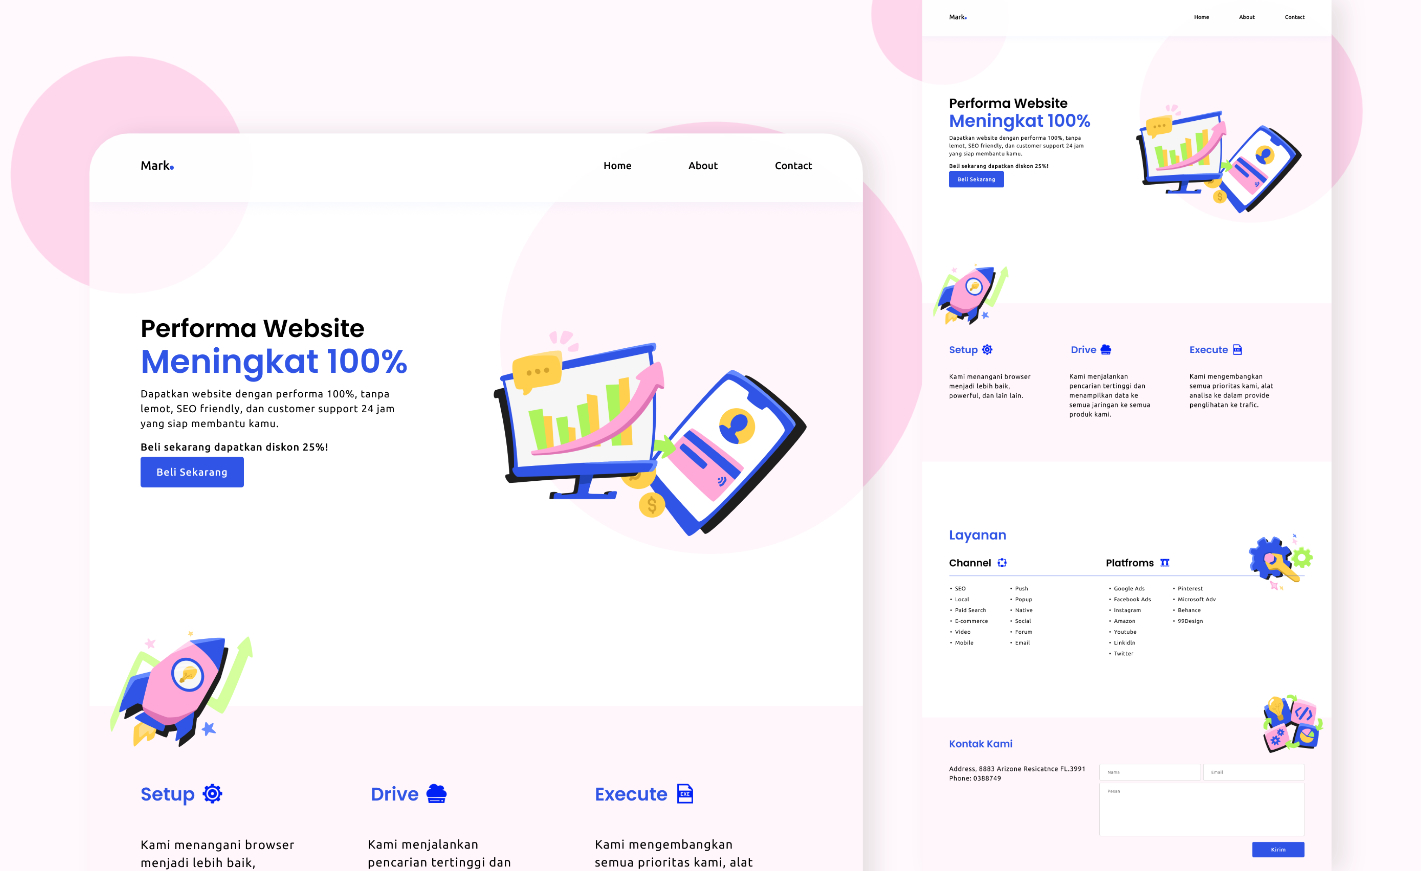 Mark.
Home
About
Contact
Performa Website
Meningkat 100%
Dapatkan website dengan performa 100%, tanpa
lemot, SEO friendly, dan customer support 24 jam
yang siap membantu kamu.
Beli sekarang dapatkan diskon 25%!
Beli Sekarang
$
Setup
Drive
Execute
EXE
Kami menangani browser
menjadi lebih baik,
Kami menjalankan
pencarian tertinggi dan
Kami mengembangkan
semua prioritas kami, alat
Mark.
Home
About
Contact
Performa Website
Meningkat 100%
Dapatkan website dengan performa 100%, tanpa
lemot, SEO friendly, dan customer support 24 jam
yang siap membantu kamu.
Beli sekarang dapatkan diskon 25%!
Beli Sekarang
$
Setup
Drive
Execute
Kami menangani browser
menjadi lebih baik,
powerful, dan lain lain.
Kami menjalankan
pencarian tertinggi dan
menampilkan data ke
semua jaringan ke semua
produk kami.
Kami mengembangkan
semua prioritas kami, alat
analisa ke dalam provide
penglihatan ke trafic.
Layanan
Channel
Platfroms
• SEO
• Local
• Paid Search
• E-commerce
• Video
• Mobile
• Push
• Popup
• Native
• Social
• Forum
• Email
• Google Ads
• Facebook Ads
• Instagram
• Amazon
• Youtube
• LinkidIn
• Twitter
• Pinterest
• Microsoft Adv
• Behance
• 99Design
</>
Kontak Kami
Address, 8883 Arizone Resicatnce FL.3991
Phone: 0388749
Nama
Email
Pesan
Kirim